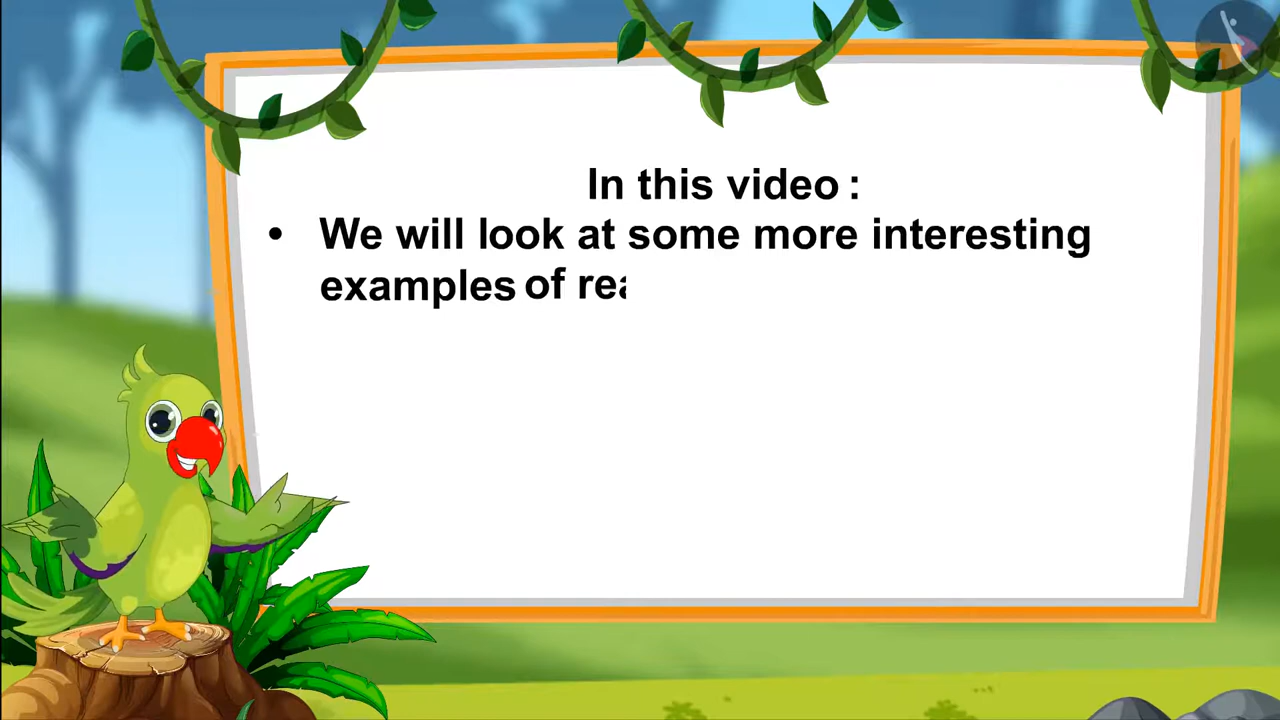 In this video :
• We will look at some more interesting
examples of